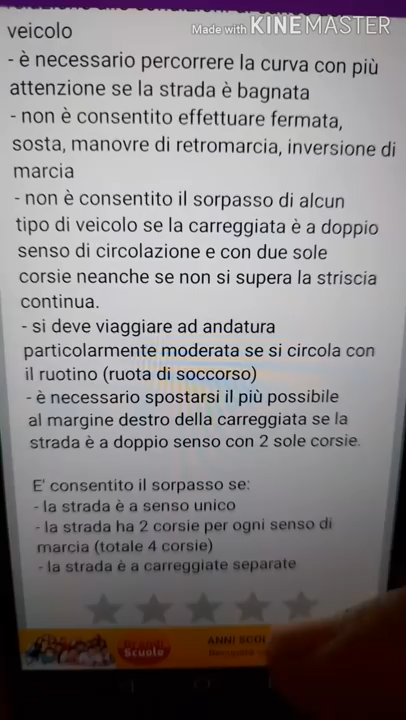 Made with KINEMASTER
veicolo
- è necessario percorrere la curva con più
attenzione se la strada è bagnata
- non è consentito effettuare fermata,
sosta, manovre di retromarcia, inversione di
marcia
- non è consentito il sorpasso di alcun
tipo di veicolo se la carreggiata è a doppio
senso di circolazione e con due sole
corsie neanche se non si supera la striscia
continua.
- si deve viaggiare ad andatura
particolarmente moderata se si circola con
il ruotino (ruota di soccorso)
- è necessario spostarsi il più possibile
al margine destro della carreggiata se la
strada è a doppio senso con 2 sole corsie.
E' consentito il sorpasso se:
- la strada è a senso unico
- la strada ha 2 corsie per ogni senso di
marcia (totale 4 corsie)
- la strada è a carreggiate separate
Scuole
ANNI SCOL